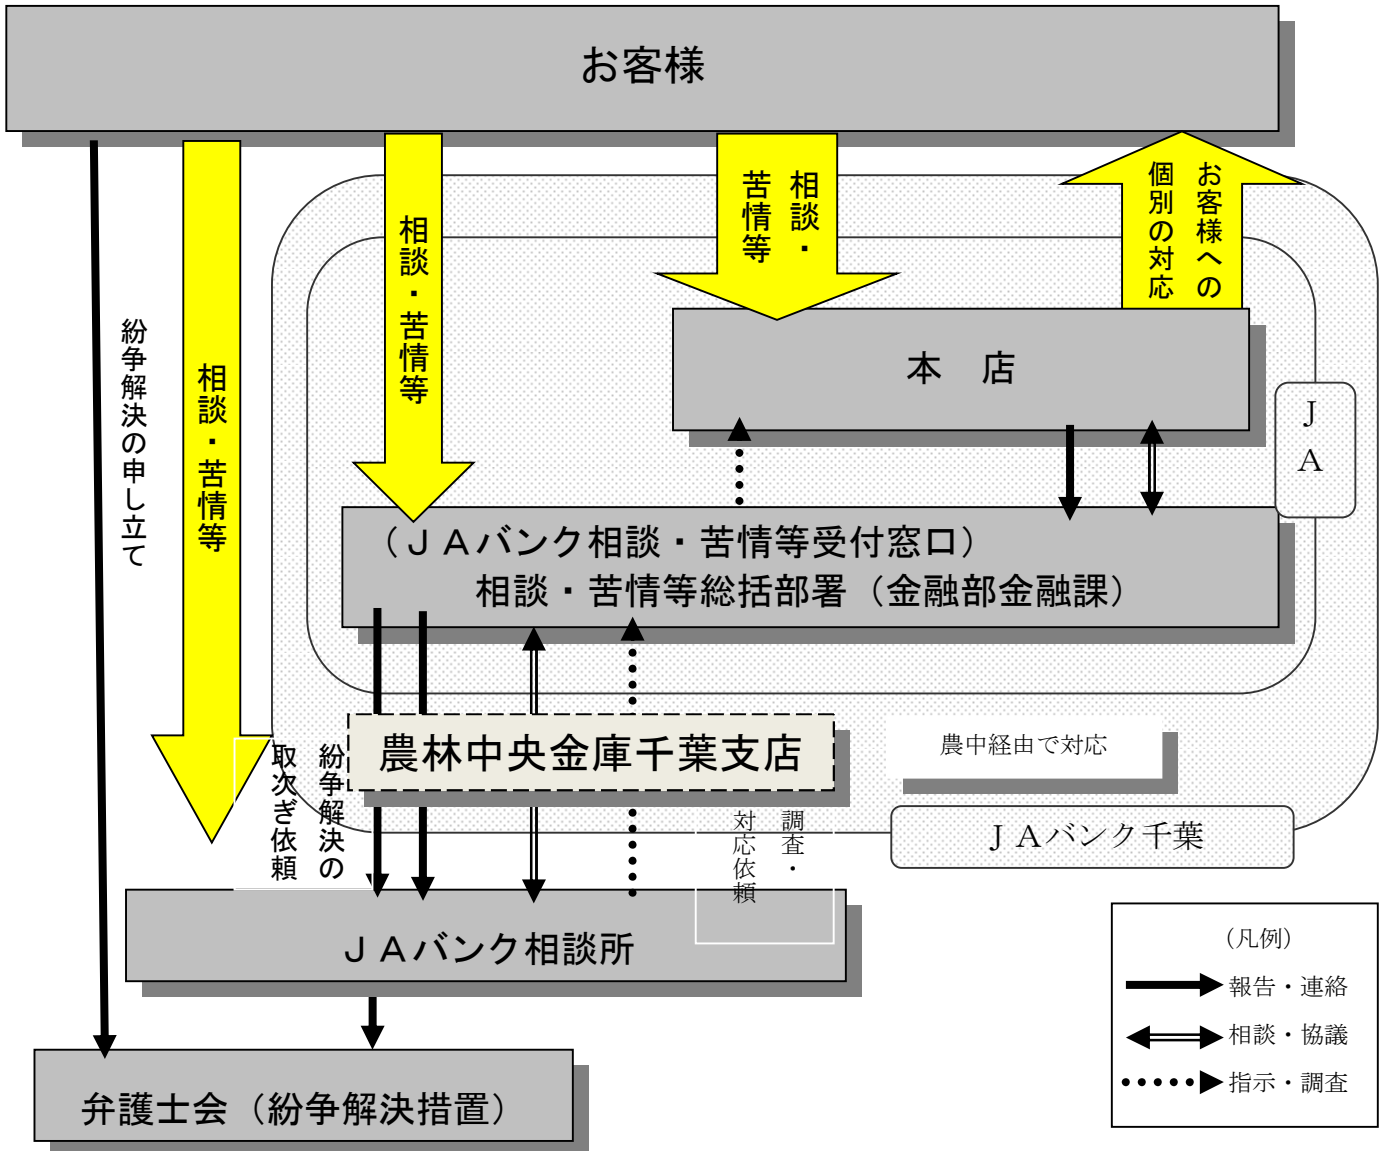 お客様
相談・
苦情等
お客様への
個別の対応
相談・苦情等
相談・苦情等
紛争解決の申し立て
本　店
ＪＡ
（ＪＡバンク相談・苦情等受付窓口）
相談・苦情等総括部署（金融部金融課）
農林中央金庫千葉支店
農中経由で対応
紛争解決の
取次ぎ依頼
調査・
対応依頼
ＪＡバンク千葉
ＪＡバンク相談所
弁護士会（紛争解決措置）
（凡例）
報告・連絡
相談・協議
指示・調査